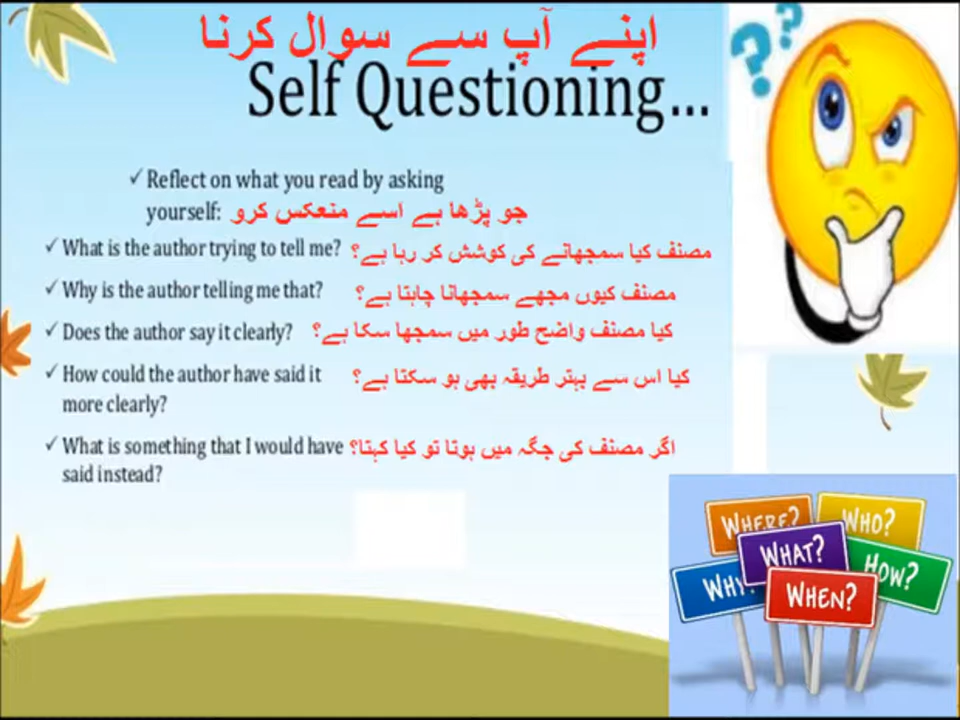 اپنے آپ سے سوال کرنا
Self Questioning...
✓ Reflect on what you read by asking
yourself: جو پڑھا ہے اسے منعکس کرو
✓ What is the author trying to tell me? مصنف کیا سمجھانے کی کوشش کر رہا ہے؟
✓ Why is the author telling me that? مصنف کیوں مجھے سمجھانا چاہتا ہے؟
✓ Does the author say it clearly? کیا مصنف واضح طور میں سمجھا سکا ہے؟
✓ How could the author have said it کیا اس سے بہتر طریقہ بھی ہو سکتا ہے؟
more clearly?
✓ What is something that I would have اگر مصنف کی جگہ میں ہوتا تو کیا کہتا؟
said instead?
WHERE? WHO?
WHAT? HOW?
WHY? WHEN?